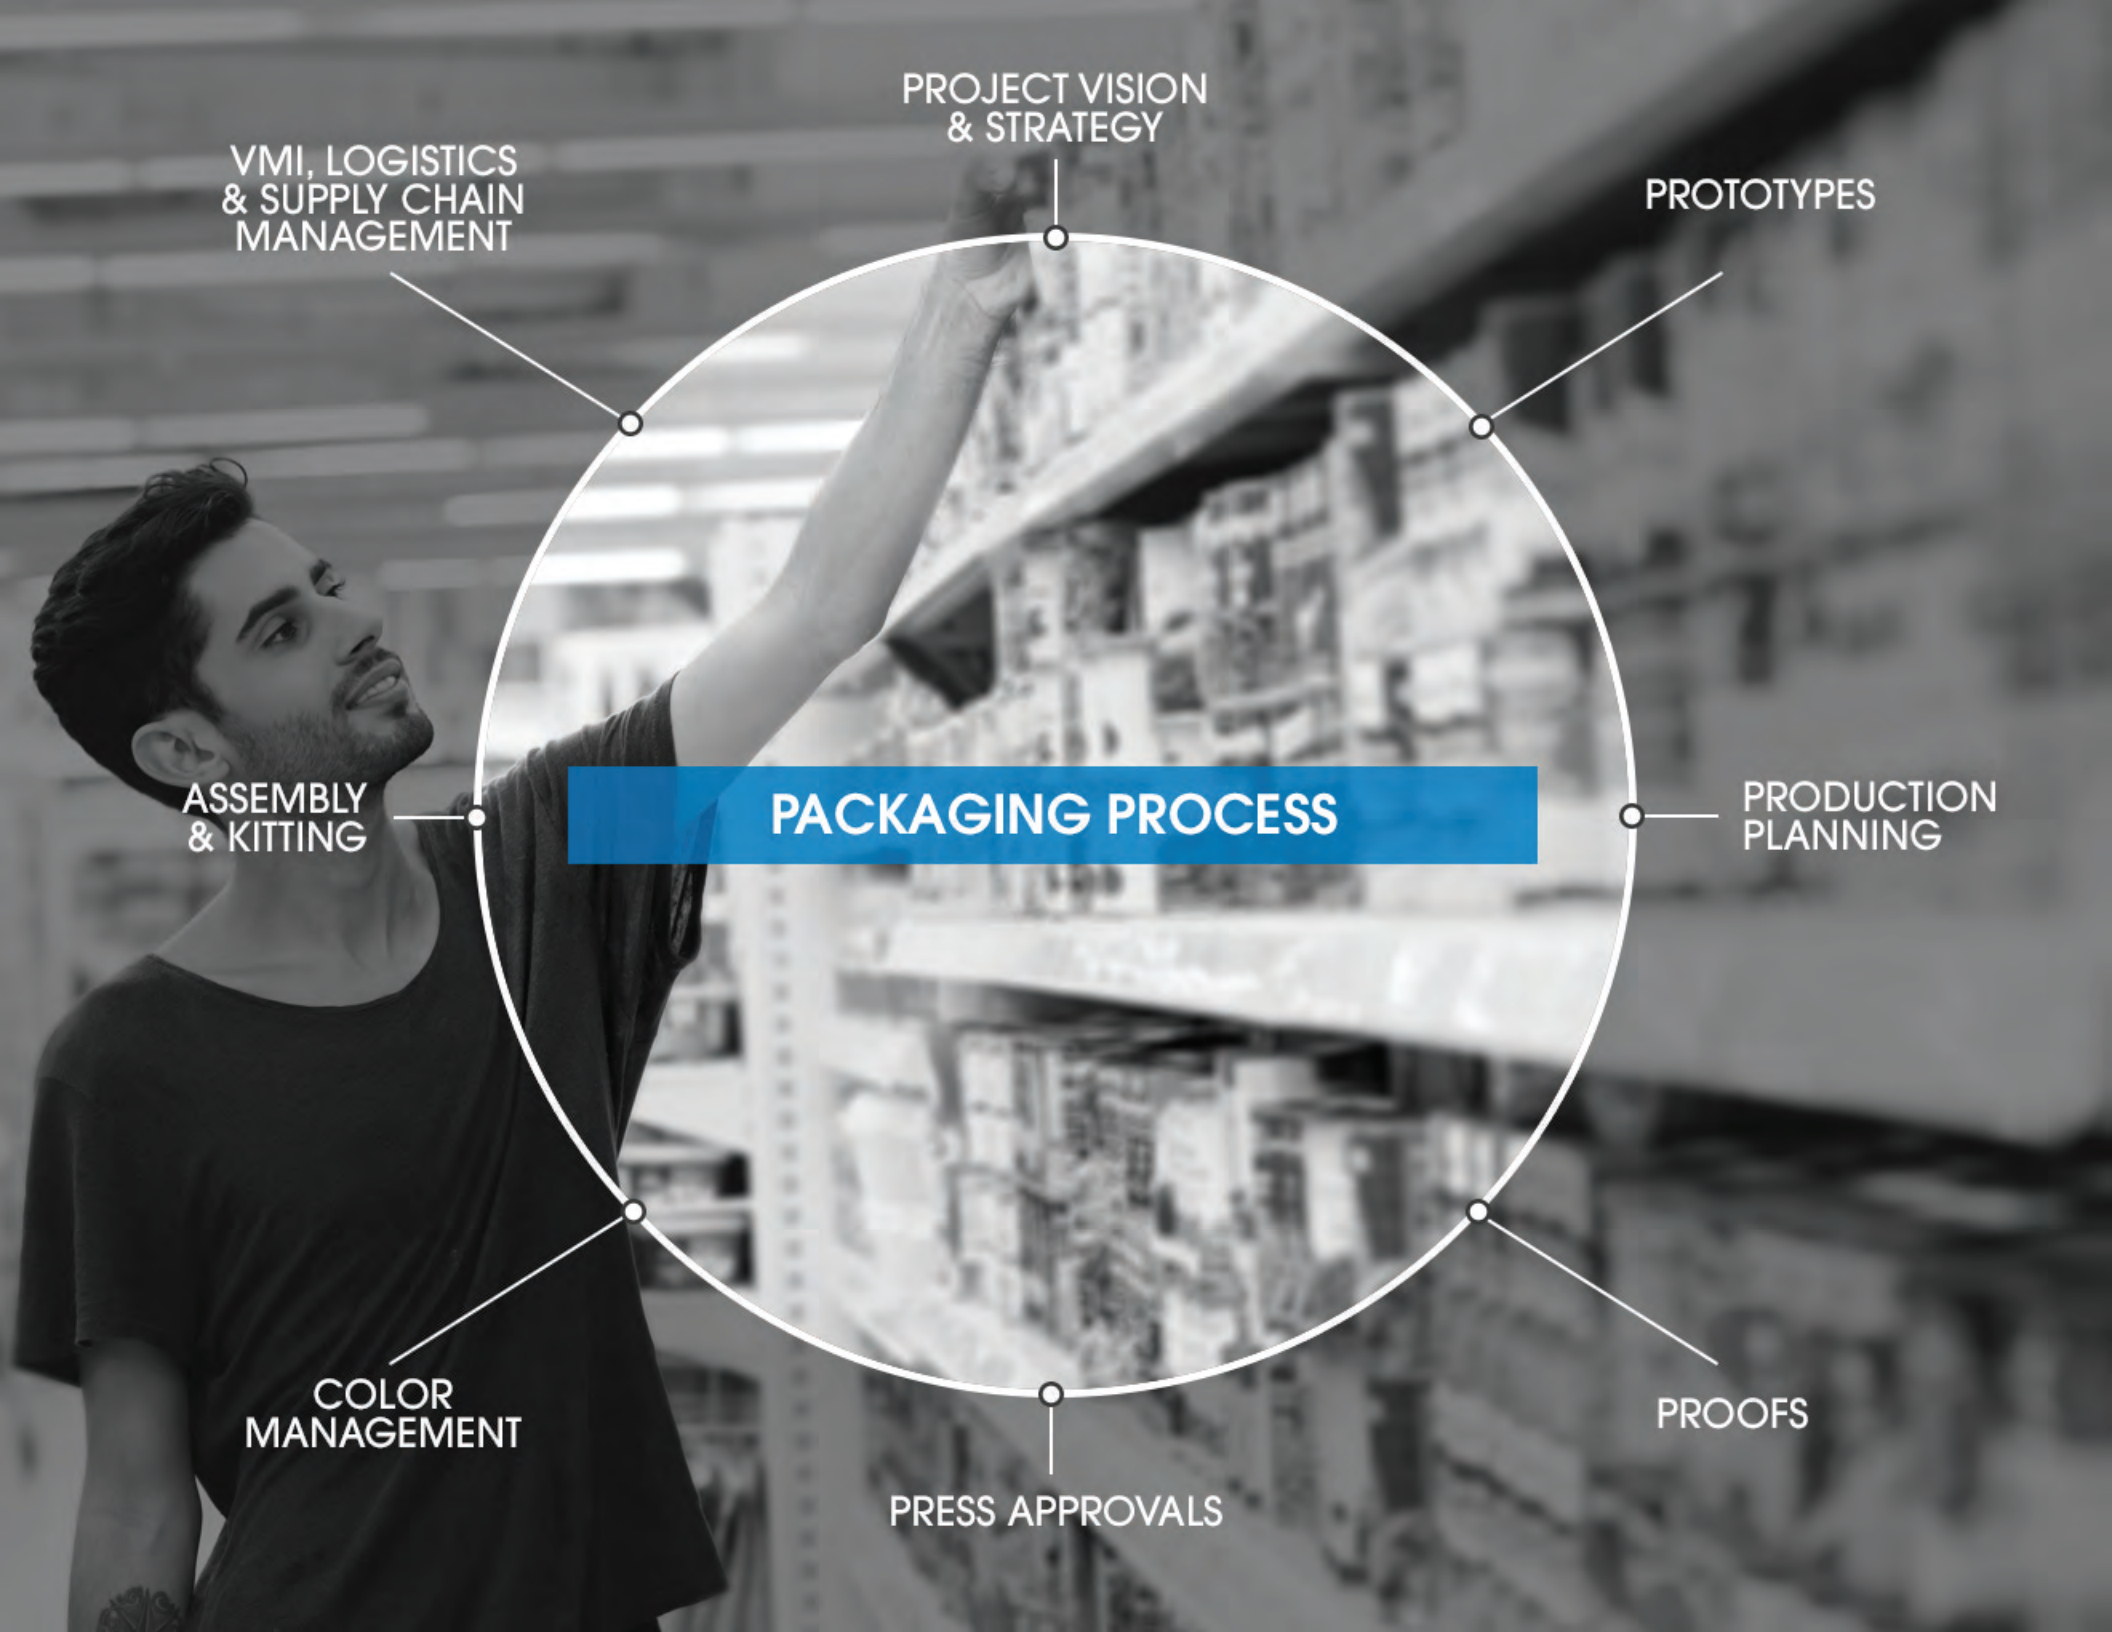 PROJECT VISION
& STRATEGY
VMI, LOGISTICS
& SUPPLY CHAIN
MANAGEMENT
PROTOTYPES
ASSEMBLY
& KITTING
PACKAGING PROCESS
PRODUCTION
PLANNING
COLOR
MANAGEMENT
PROOFS
PRESS APPROVALS